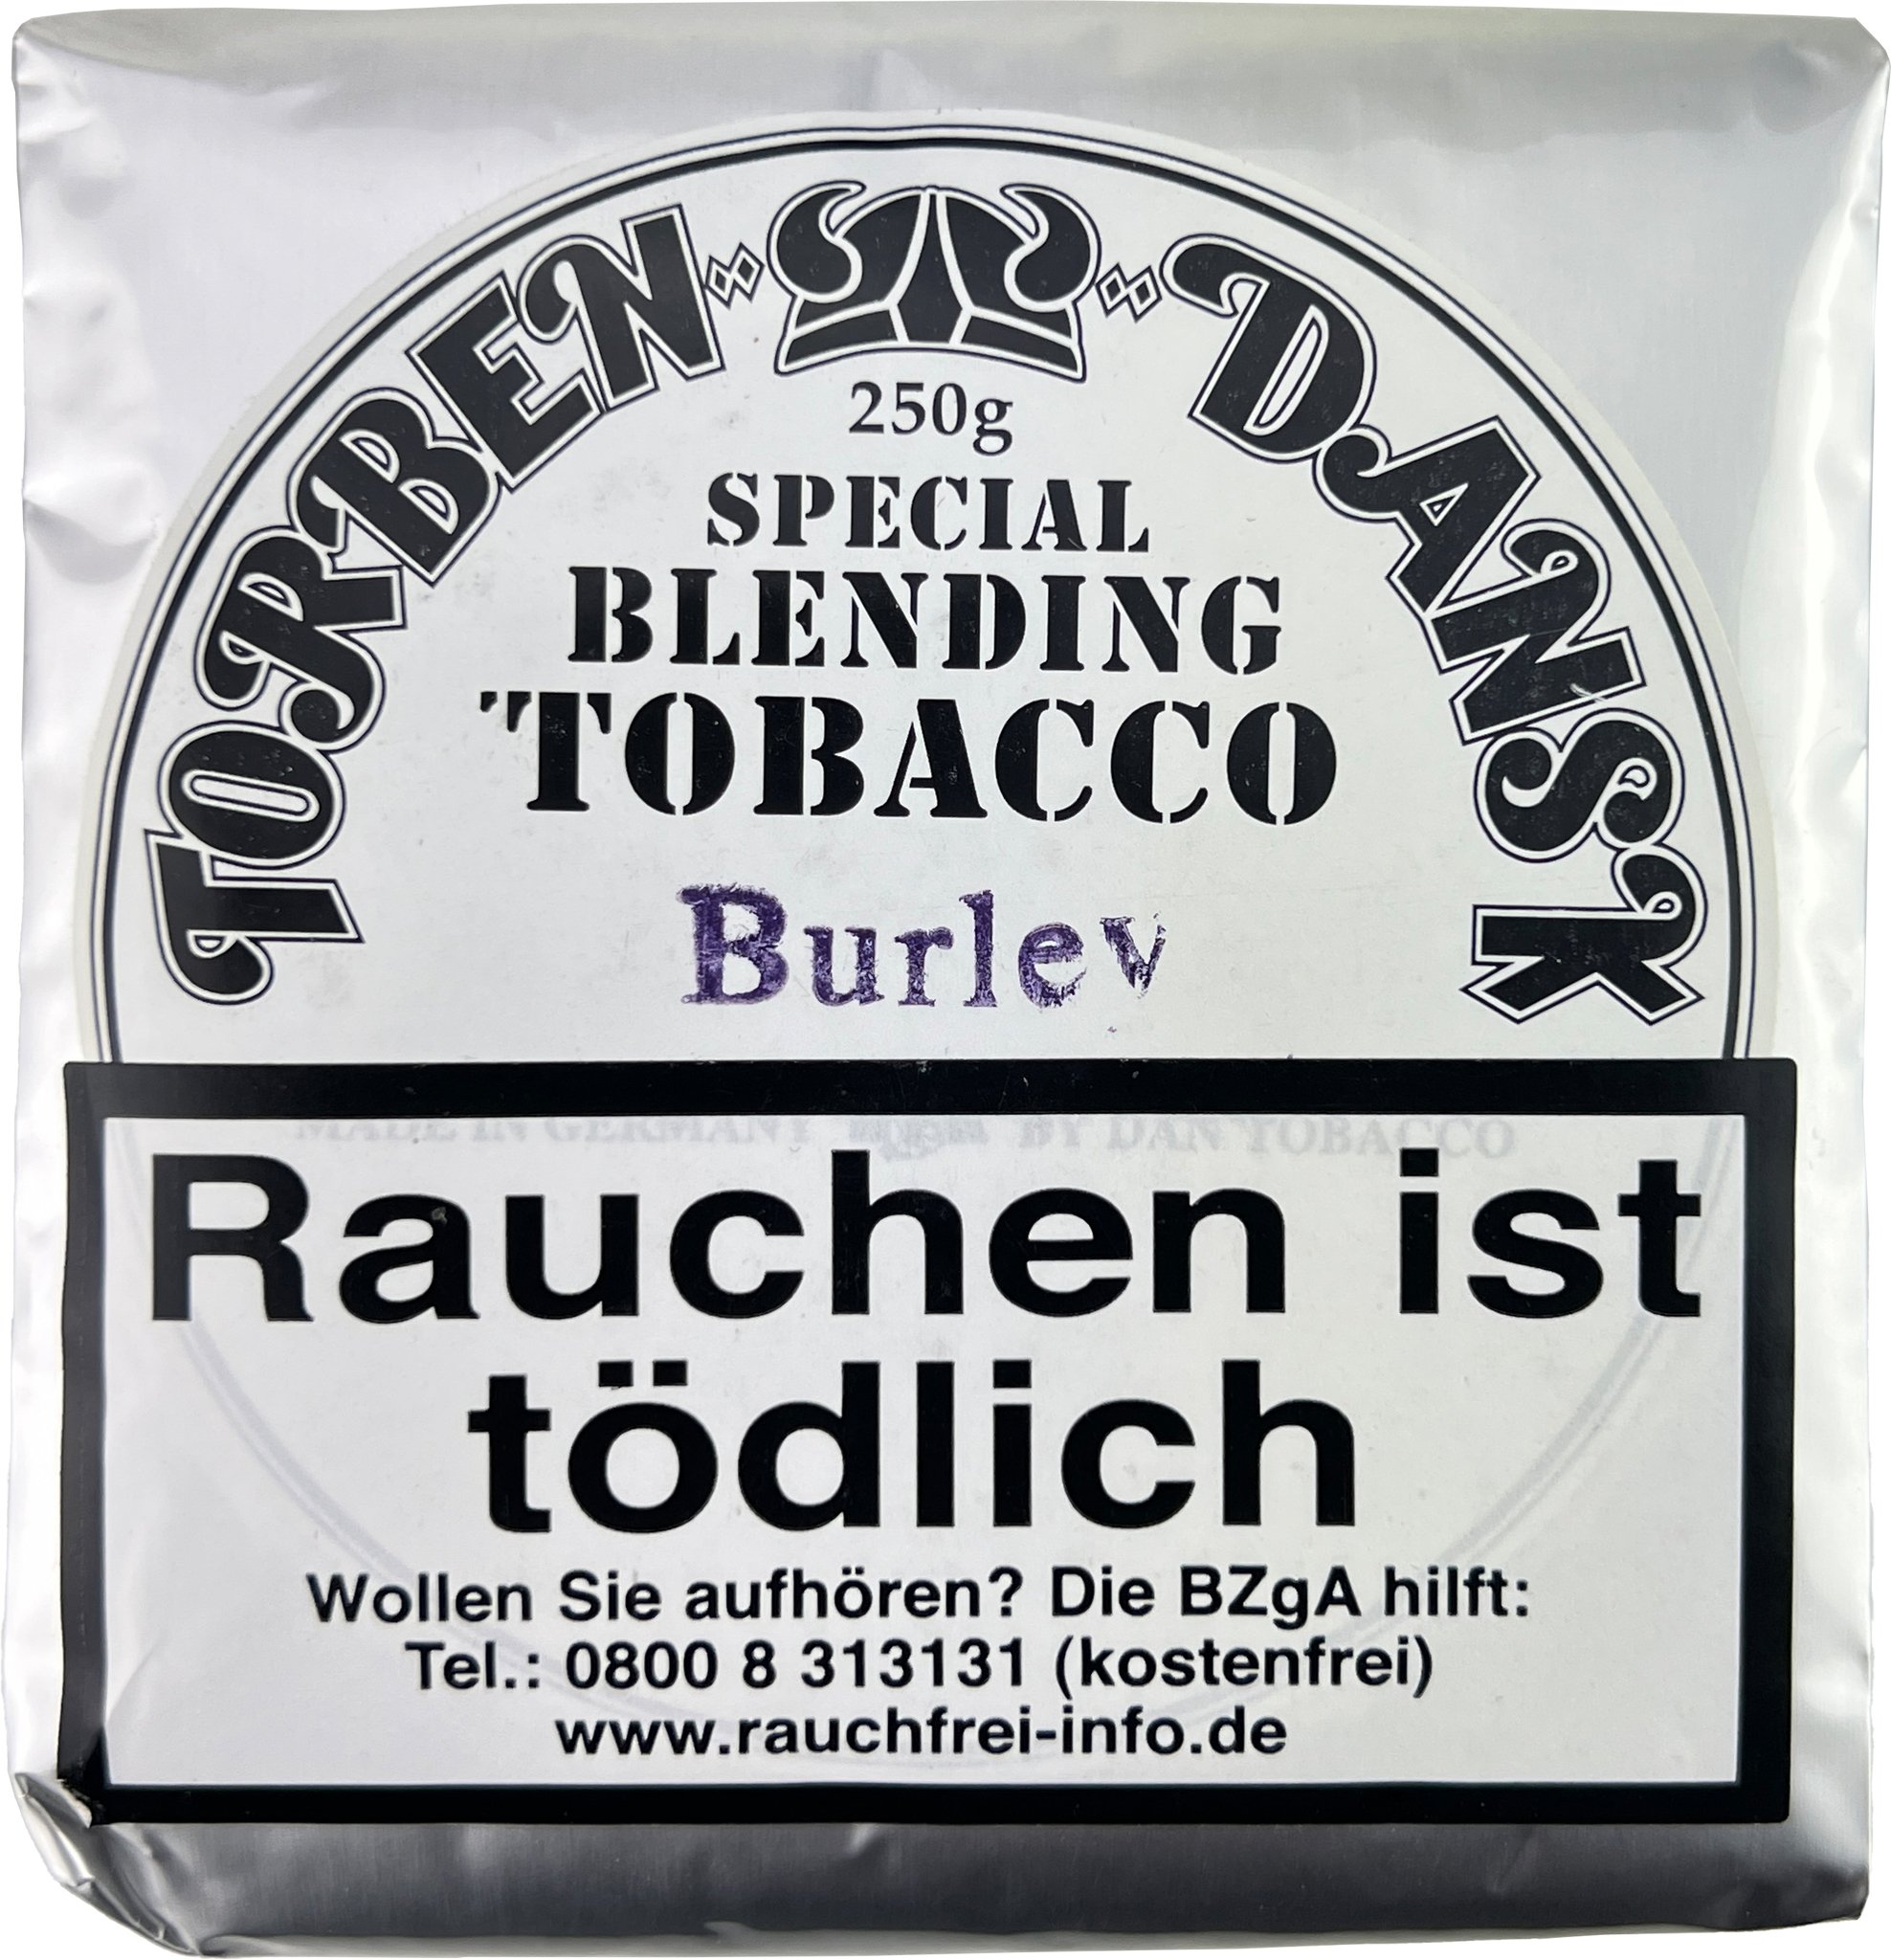 TORBEN DANSK
250g
SPECIAL
BLENDING
TOBACCO
Burley
MADE IN GERMANY BY DAN TOBACCO
Rauchen ist
tödlich
Wollen Sie aufhören? Die BZgA hilft:
Tel.: 0800 8 313131 (kostenfrei)
www.rauchfrei-info.de